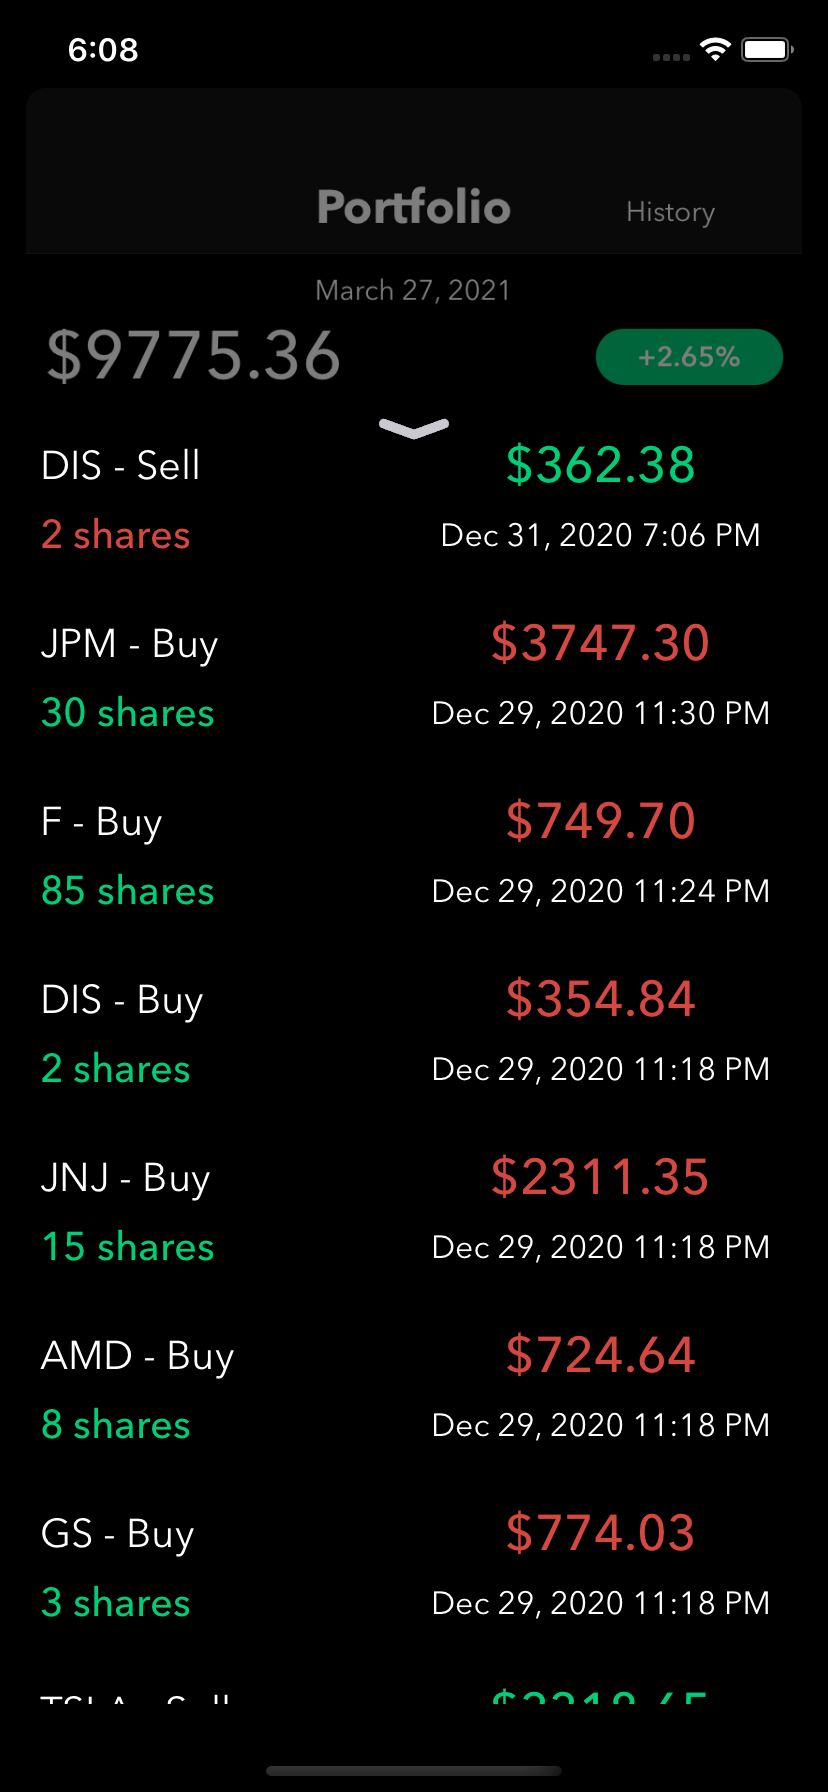 6:08
Portfolio
History
March 27, 2021
$9775.36
+2.65%
DIS - Sell
$362.38
2 shares
Dec 31, 2020 7:06 PM
JPM - Buy
$3747.30
30 shares
Dec 29, 2020 11:30 PM
F - Buy
$749.70
85 shares
Dec 29, 2020 11:24 PM
DIS - Buy
$354.84
2 shares
Dec 29, 2020 11:18 PM
JNJ - Buy
$2311.35
15 shares
Dec 29, 2020 11:18 PM
AMD - Buy
$724.64
8 shares
Dec 29, 2020 11:18 PM
GS - Buy
$774.03
3 shares
Dec 29, 2020 11:18 PM
TSLA - Sell